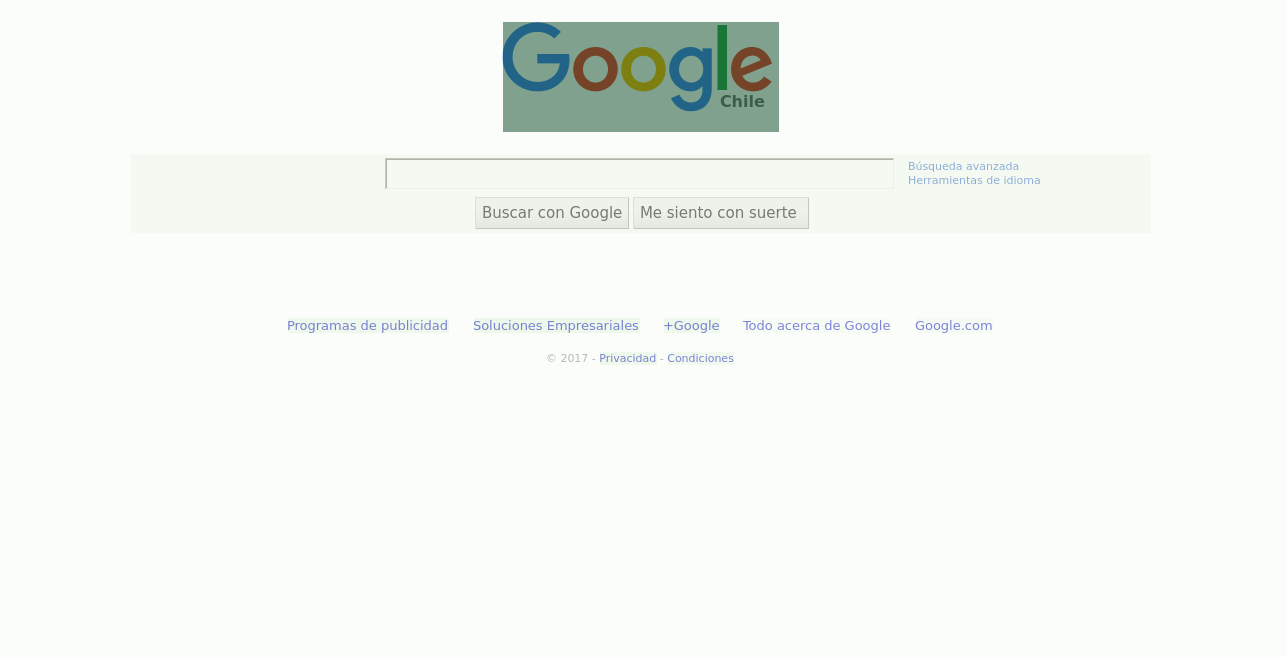 Google
Chile
Búsqueda avanzada
Herramientas de idioma
Buscar con Google Me siento con suerte
Programas de publicidad Soluciones Empresariales +Google Todo acerca de Google Google.com
© 2017 - Privacidad - Condiciones